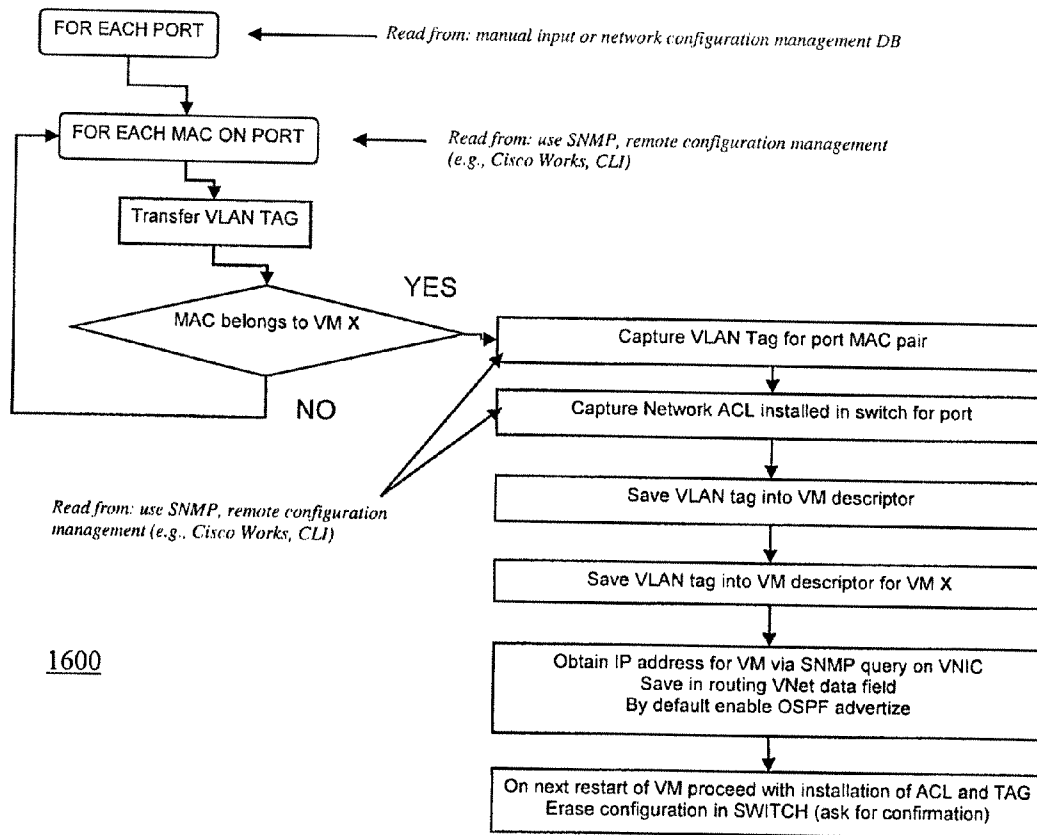 FOR EACH PORT
Read from: manual input or network configuration management DB
FOR EACH MAC ON PORT
Read from: use SNMP, remote configuration management
(e.g., Cisco Works, CLI)
Transfer VLAN TAG
YES
MAC belongs to VM X
Capture VLAN Tag for port MAC pair
NO
Capture Network ACL installed in switch for port
Save VLAN tag into VM descriptor
Read from: use SNMP, remote configuration
management (e.g., Cisco Works, CLI)
Save VLAN tag into VM descriptor for VM X
1600
Obtain IP address for VM via SNMP query on VNIC
Save in routing VNet data field
By default enable OSPF advertize
On next restart of VM proceed with installation of ACL and TAG
Erase configuration in SWITCH (ask for confirmation)